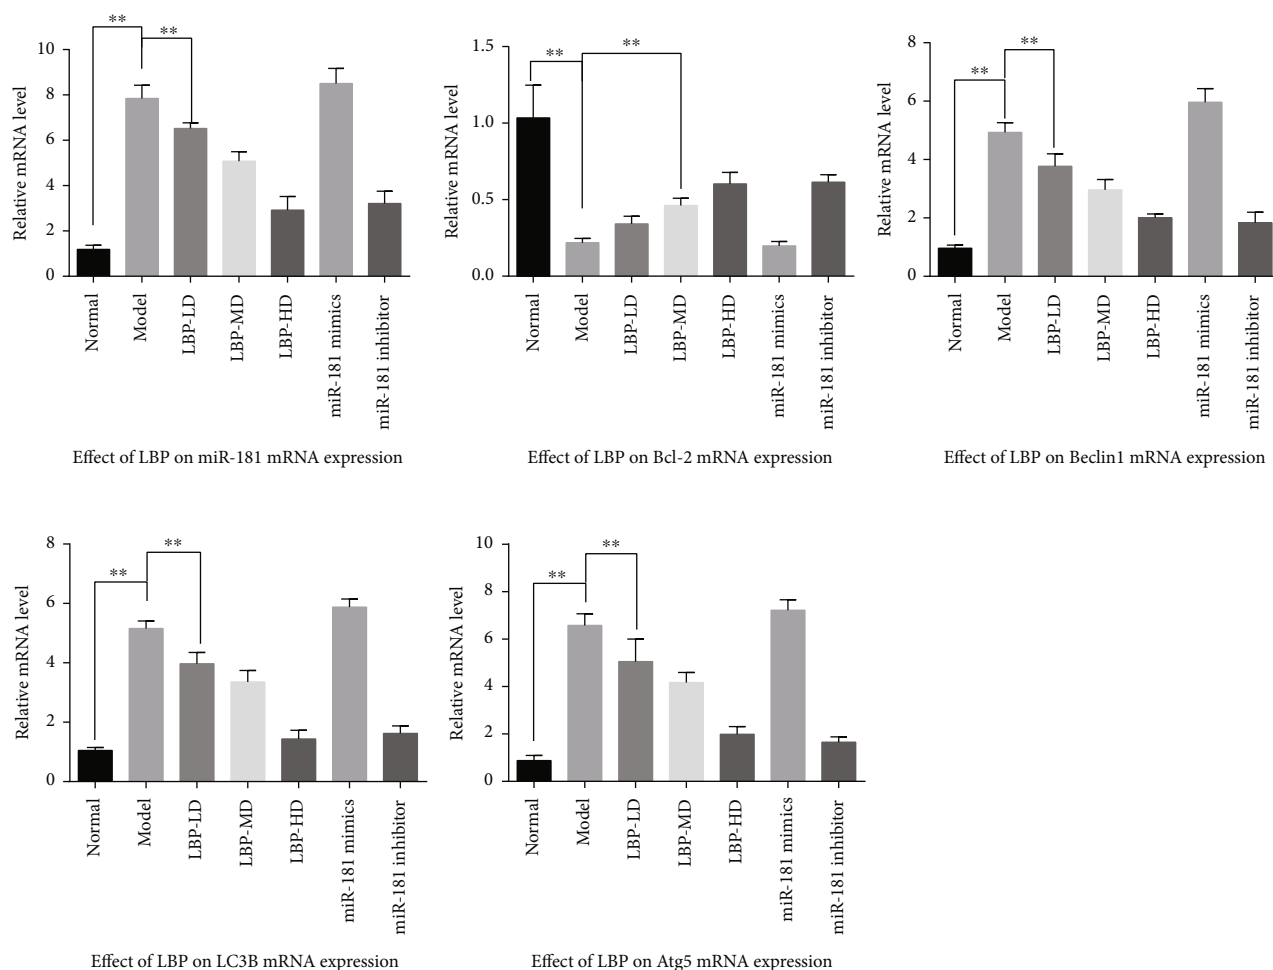 **
**
10
8
6
4
2
0
Relative mRNA level
Normal
Model
LBP-LD
LBP-MD
LBP-HD
miR-181 mimics
miR-181 inhibitor
Effect of LBP on miR-181 mRNA expression
**
**
1.5
1.0
0.5
0.0
Relative mRNA level
Normal
Model
LBP-LD
LBP-MD
LBP-HD
miR-181 mimics
miR-181 inhibitor
Effect of LBP on Bcl-2 mRNA expression
**
**
8
6
4
2
0
Relative mRNA level
Normal
Model
LBP-LD
LBP-MD
LBP-HD
miR-181 mimics
miR-181 inhibitor
Effect of LBP on Beclin1 mRNA expression
**
**
8
6
4
2
0
Relative mRNA level
Normal
Model
LBP-LD
LBP-MD
LBP-HD
miR-181 mimics
miR-181 inhibitor
Effect of LBP on LC3B mRNA expression
**
**
10
8
6
4
2
0
Relative mRNA level
Normal
Model
LBP-LD
LBP-MD
LBP-HD
miR-181 mimics
miR-181 inhibitor
Effect of LBP on Atg5 mRNA expression